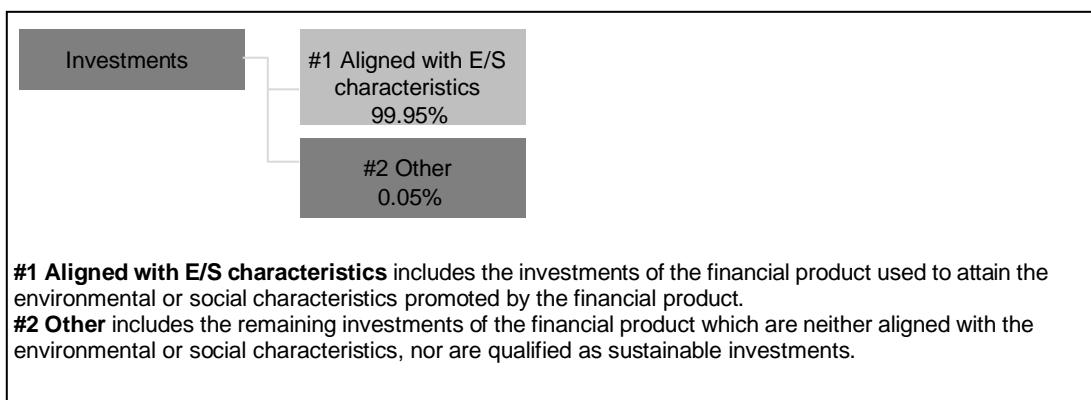 Investments
#1 Aligned with E/S
characteristics
99.95%
#2 Other
0.05%
#1 Aligned with E/S characteristics includes the investments of the financial product used to attain the
environmental or social characteristics promoted by the financial product.
#2 Other includes the remaining investments of the financial product which are neither aligned with the
environmental or social characteristics, nor are qualified as sustainable investments.